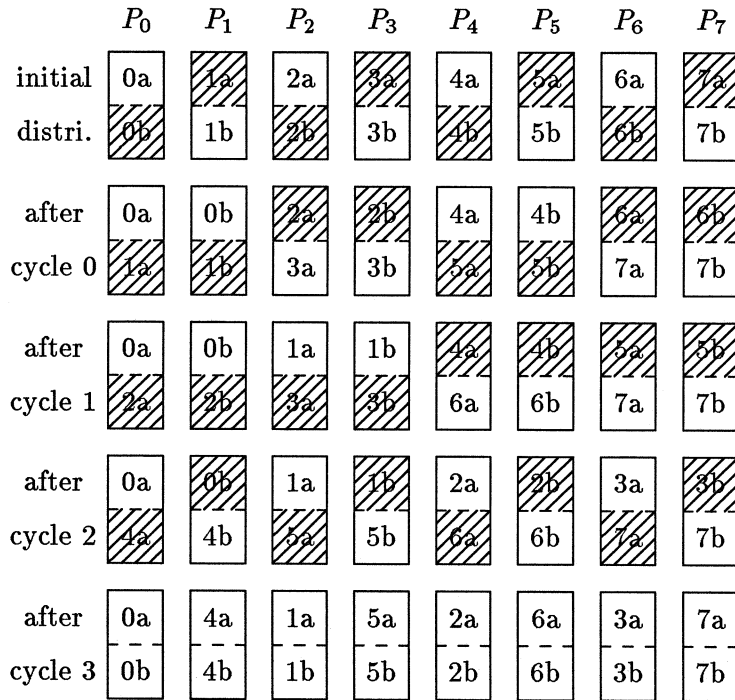 P0 P1 P2 P3 P4 P5 P6 P7
initial 0a 1a 2a 3a 4a 5a 6a 7a
distri. 0b 1b 2b 3b 4b 5b 6b 7b
after 0a 0b 2a 2b 4a 4b 6a 6b
cycle 0 1a 1b 3a 3b 5a 5b 7a 7b
after 0a 0b 1a 1b 4a 4b 5a 5b
cycle 1 2a 2b 3a 3b 6a 6b 7a 7b
after 0a 0b 1a 1b 2a 2b 3a 3b
cycle 2 4a 4b 5a 5b 6a 6b 7a 7b
after 0a 4a 1a 5a 2a 6a 3a 7a
cycle 3 0b 4b 1b 5b 2b 6b 3b 7b